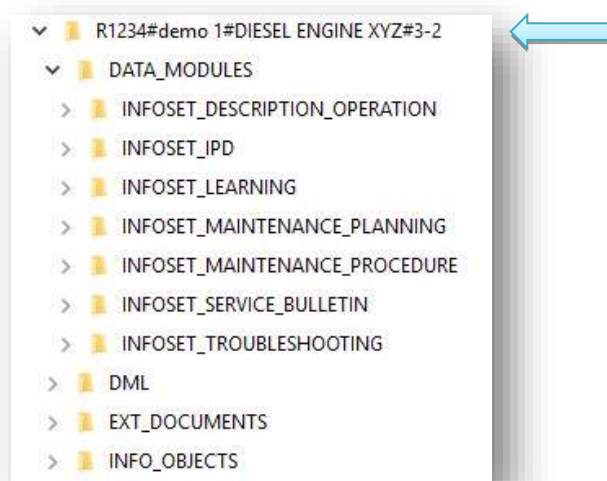 R1234#demo 1#DIESEL ENGINE XYZ#3-2
DATA_MODULES
INFOSET_DESCRIPTION_OPERATION
INFOSET_IPD
INFOSET_LEARNING
INFOSET_MAINTENANCE_PLANNING
INFOSET_MAINTENANCE_PROCEDURE
INFOSET_SERVICE_BULLETIN
INFOSET_TROUBLESHOOTING
DML
EXT_DOCUMENTS
INFO_OBJECTS